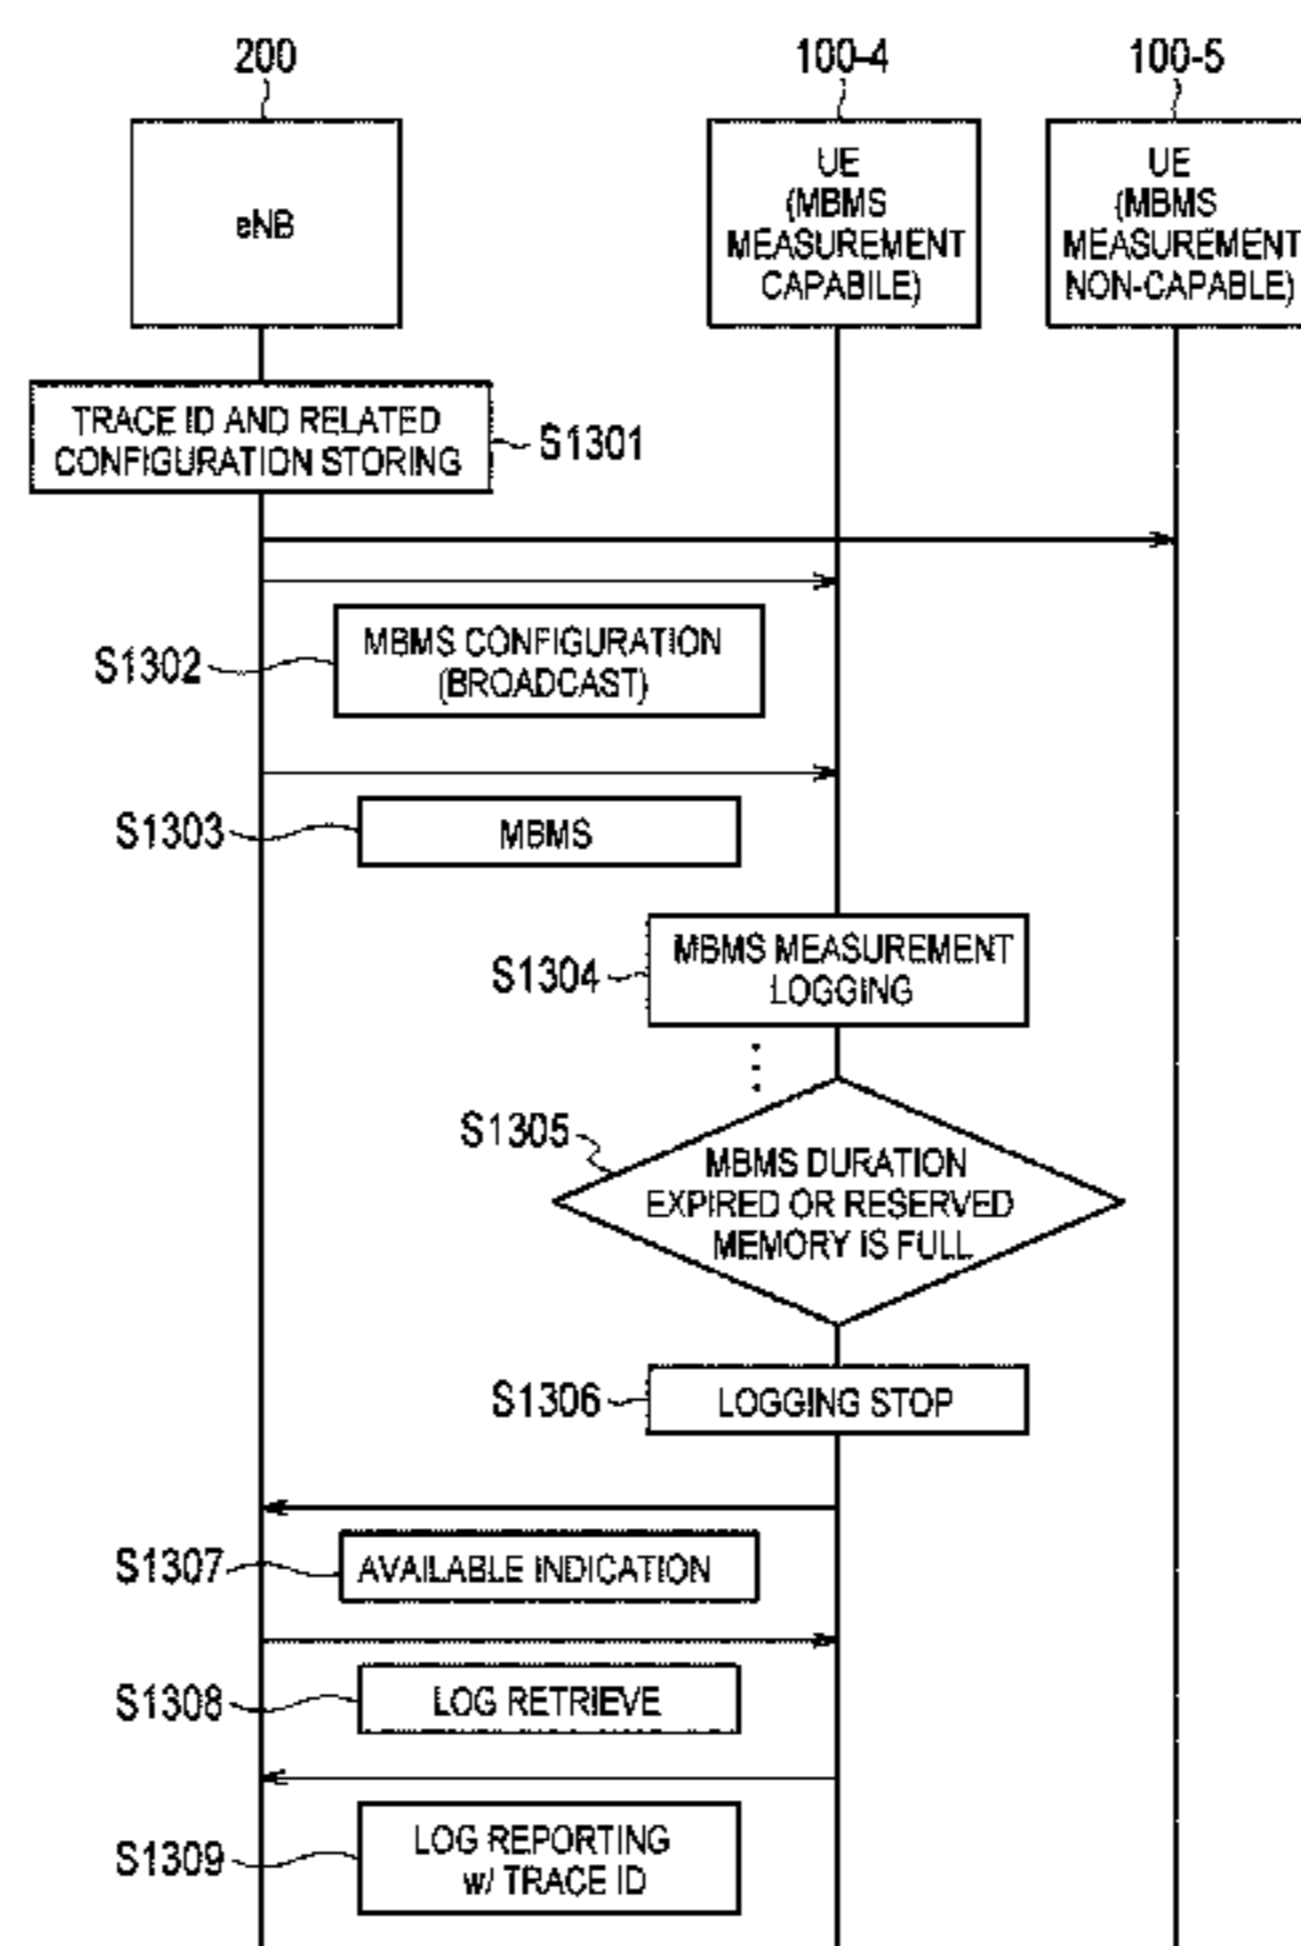 200
100-4
100-5
eNB
UE
(MBMS
MEASUREMENT
CAPABILE)
UE
(MBMS
MEASUREMENT
NON-CAPABLE)
TRACE ID AND RELATED
CONFIGURATION STORING
S1301
S1302
MBMS CONFIGURATION
(BROADCAST)
S1303
MBMS
S1304
MBMS MEASUREMENT
LOGGING
S1305
MBMS DURATION
EXPIRED OR RESERVED
MEMORY IS FULL
S1306
LOGGING STOP
S1307
AVAILABLE INDICATION
S1308
LOG RETRIEVE
S1309
LOG REPORTING
w/ TRACE ID